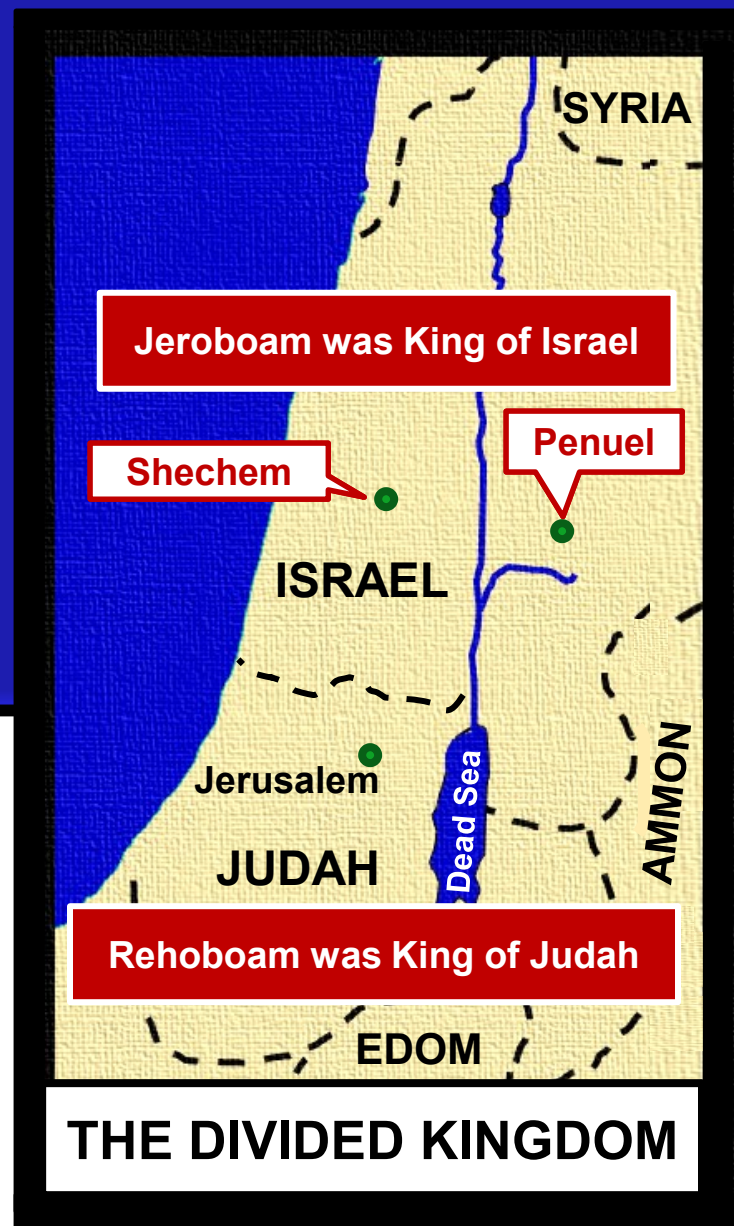 SYRIA
Jeroboam was King of Israel
Penuel
Shechem
ISRAEL
Jerusalem
Dead Sea
AMMON
JUDAH
Rehoboam was King of Judah
EDOM
THE DIVIDED KINGDOM